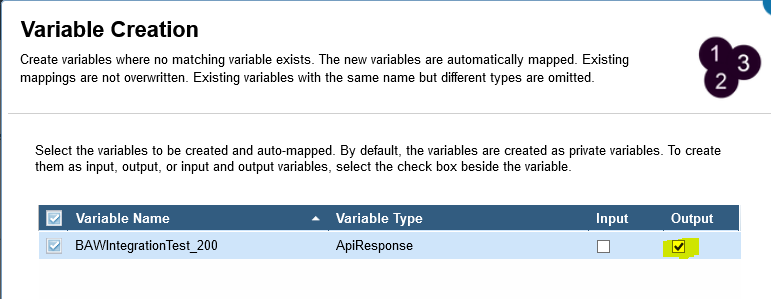 Variable Creation
Create variables where no matching variable exists. The new variables are automatically mapped. Existing
mappings are not overwritten. Existing variables with the same name but different types are omitted.
1
3
2
Select the variables to be created and auto-mapped. By default, the variables are created as private variables. To create
them as input, output, or input and output variables, select the check box beside the variable.
Variable Name Variable Type Input Output
BAWIntegrationTest_200 ApiResponse